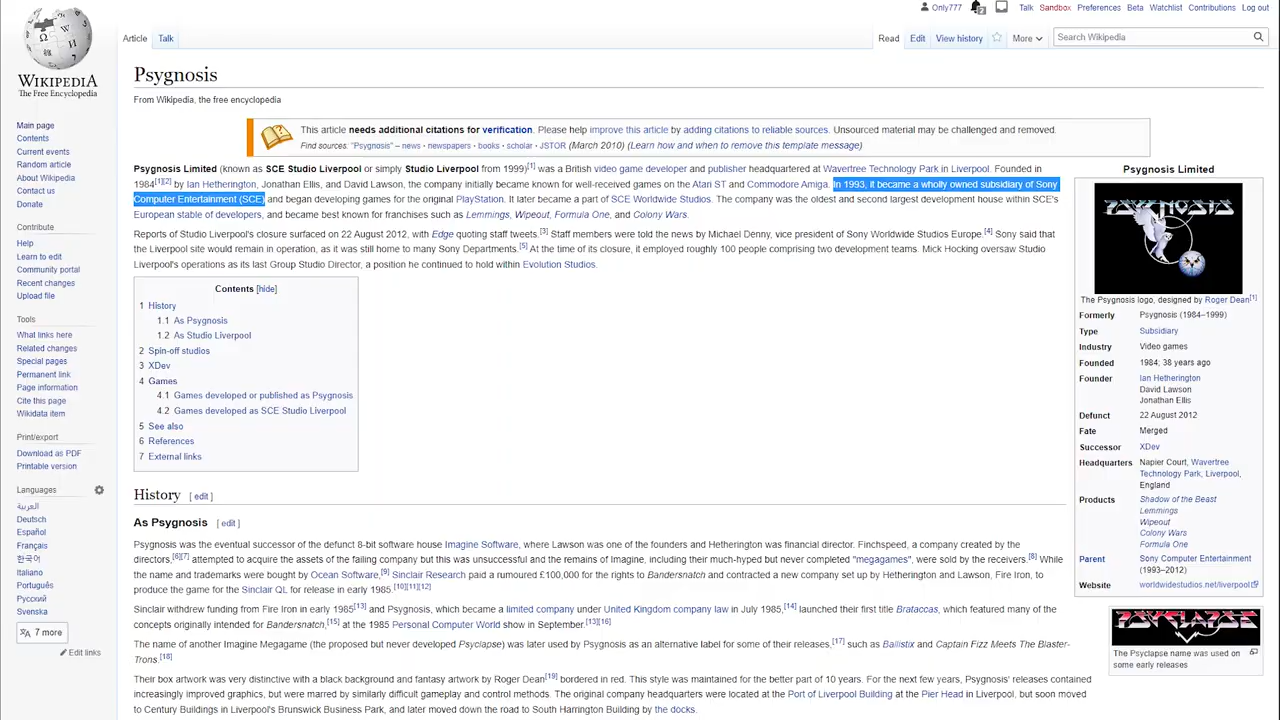 Only777 Talk Sandbox Preferences Beta Watchlist Contributions Log out
Article Talk Read Edit View history More Search Wikipedia
WIKIPEDIA
The Free Encyclopedia
Main page
Contents
Current events
Random article
About Wikipedia
Contact us
Donate
Contribute
Help
Learn to edit
Community portal
Recent changes
Upload file
Tools
What links here
Related changes
Special pages
Permanent link
Page information
Cite this page
Wikidata item
Print/export
Download as PDF
Printable version
Languages
العربية
Deutsch
Español
Français
한국어
Italiano
Português
Русский
Svenska
7 more
Edit links
Psygnosis
From Wikipedia, the free encyclopedia
This article needs additional citations for verification. Please help improve this article by adding citations to reliable sources. Unsourced material may be challenged and removed.
Find sources: "Psygnosis" – news · newspapers · books · scholar · JSTOR (March 2010) (Learn how and when to remove this template message)
Psygnosis Limited (known as SCE Studio Liverpool or simply Studio Liverpool from 1999)[1] was a British video game developer and publisher headquartered at Wavertree Technology Park in Liverpool. Founded in
1984[1][2] by Ian Hetherington, Jonathan Ellis, and David Lawson, the company initially became known for well-received games on the Atari ST and Commodore Amiga. In 1993, it became a wholly owned subsidiary of Sony
Computer Entertainment (SCE) and began developing games for the original PlayStation. It later became a part of SCE Worldwide Studios. The company was the oldest and second largest development house within SCE's
European stable of developers, and became best known for franchises such as Lemmings, Wipeout, Formula One, and Colony Wars.
Reports of Studio Liverpool's closure surfaced on 22 August 2012, with Edge quoting staff tweets.[3] Staff members were told the news by Michael Denny, vice president of Sony Worldwide Studios Europe.[4] Sony said that
the Liverpool site would remain in operation, as it was still home to many Sony Departments.[5] At the time of its closure, it employed roughly 100 people comprising two development teams. Mick Hocking oversaw Studio
Liverpool's operations as its last Group Studio Director, a position he continued to hold within Evolution Studios.
Contents [hide]
1 History
1.1 As Psygnosis
1.2 As Studio Liverpool
2 Spin-off studios
3 XDev
4 Games
4.1 Games developed or published as Psygnosis
4.2 Games developed as SCE Studio Liverpool
5 See also
6 References
7 External links
History [ edit ]
As Psygnosis [ edit ]
Psygnosis was the eventual successor of the defunct 8-bit software house Imagine Software, where Lawson was one of the founders and Hetherington was financial director. Finchspeed, a company created by the
directors,[6][7] attempted to acquire the assets of the failing company but this was unsuccessful and the remains of Imagine, including their much-hyped but never completed "megagames", were sold by the receivers.[8] While
the name and trademarks were bought by Ocean Software,[9] Sinclair Research paid a rumoured £100,000 for the rights to Bandersnatch and contracted a new company set up by Hetherington and Lawson, Fire Iron, to
produce the game for the Sinclair QL for release in early 1985.[10][11][12]
Sinclair withdrew funding from Fire Iron in early 1985[13] and Psygnosis, which became a limited company under United Kingdom company law in July 1985,[14] launched their first title Brataccas, which featured many of the
concepts originally intended for Bandersnatch,[15] at the 1985 Personal Computer World show in September.[13][16]
The name of another Imagine Megagame (the proposed but never developed Psyclapse) was later used by Psygnosis as an alternative label for some of their releases,[17] such as Ballistix and Captain Fizz Meets The Blaster-
Trons.[18]
Their box artwork was very distinctive with a black background and fantasy artwork by Roger Dean[19] bordered in red. This style was maintained for the better part of 10 years. For the next few years, Psygnosis' releases contained
increasingly improved graphics, but were marred by similarly difficult gameplay and control methods. The original company headquarters were located at the Port of Liverpool Building at the Pier Head in Liverpool, but soon moved
to Century Buildings in Liverpool's Brunswick Business Park, and later moved down the road to South Harrington Building by the docks.
Psygnosis Limited
PSYGNOSIS
The Psygnosis logo, designed by Roger Dean[1]
Formerly Psygnosis (1984–1999)
Type Subsidiary
Industry Video games
Founded 1984; 38 years ago
Founder Ian Hetherington
David Lawson
Jonathan Ellis
Defunct 22 August 2012
Fate Merged
Successor XDev
Headquarters Napier Court, Wavertree
Technology Park, Liverpool,
England
Products Shadow of the Beast
Lemmings
Wipeout
Colony Wars
Formula One
Parent Sony Computer Entertainment
(1993–2012)
Website worldwidestudios.net/liverpool
PSYCLAPSE
The Psyclapse name was used on
some early releases